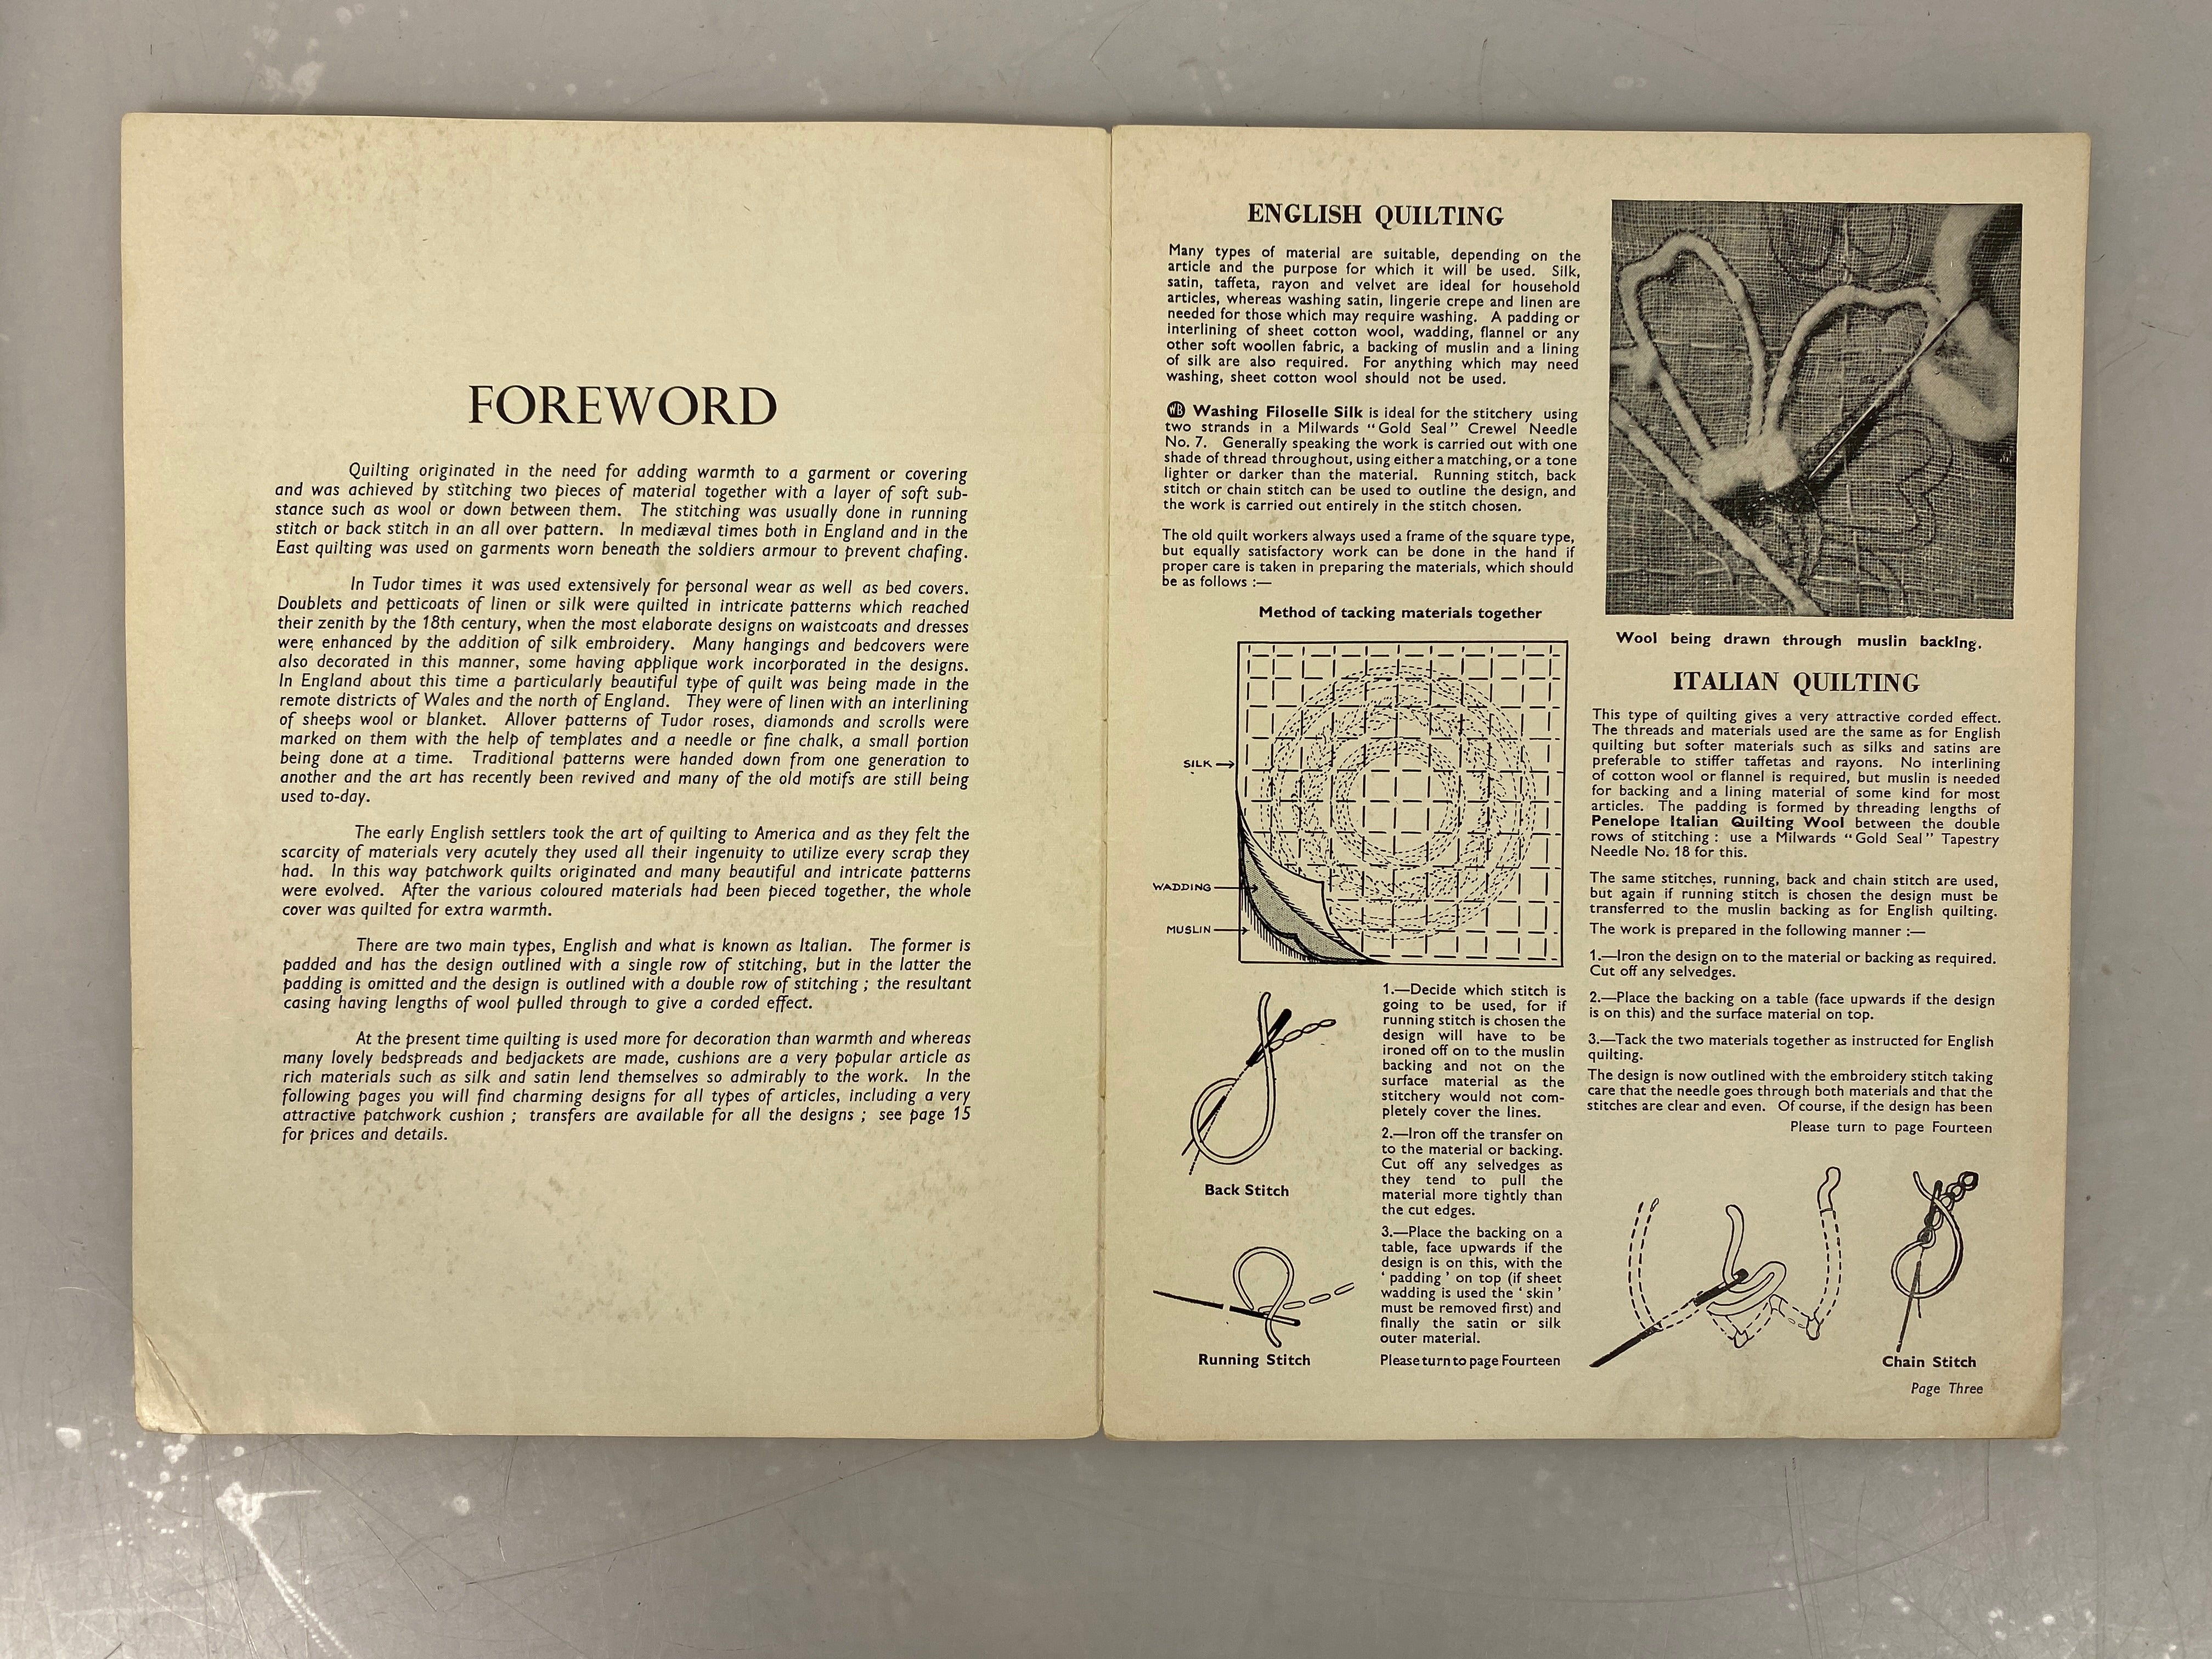 FOREWORD
Quilting originated in the need for adding warmth to a garment or covering
and was achieved by stitching two pieces of material together with a layer of soft sub-
stance such as wool or down between them. The stitching was usually done in running
stitch or back stitch in an all over pattern. In mediæval times both in England and in the
East quilting was used on garments worn beneath the soldiers armour to prevent chafing.
In Tudor times it was used extensively for personal wear as well as bed covers.
Doublets and petticoats of linen or silk were quilted in intricate patterns which reached
their zenith by the 18th century, when the most elaborate designs on waistcoats and dresses
were enhanced by the addition of silk embroidery. Many hangings and bedcovers were
also decorated in this manner, some having applique work incorporated in the designs.
In England about this time a particularly beautiful type of quilt was being made in the
remote districts of Wales and the north of England. They were of linen with an interlining
of sheeps wool or blanket. Allover patterns of Tudor roses, diamonds and scrolls were
marked on them with the help of templates and a needle or fine chalk, a small portion
being done at a time. Traditional patterns were handed down from one generation to
another and the art has recently been revived and many of the old motifs are still being
used to-day.
The early English settlers took the art of quilting to America and as they felt the
scarcity of materials very acutely they used all their ingenuity to utilize every scrap they
had. In this way patchwork quilts originated and many beautiful and intricate patterns
were evolved. After the various coloured materials had been pieced together, the whole
cover was quilted for extra warmth.
There are two main types, English and what is known as Italian. The former is
padded and has the design outlined with a single row of stitching, but in the latter the
padding is omitted and the design is outlined with a double row of stitching ; the resultant
casing having lengths of wool pulled through to give a corded effect.
At the present time quilting is used more for decoration than warmth and whereas
many lovely bedspreads and bedjackets are made, cushions are a very popular article as
rich materials such as silk and satin lend themselves so admirably to the work. In the
following pages you will find charming designs for all types of articles, including a very
attractive patchwork cushion ; transfers are available for all the designs ; see page 15
for prices and details.
ENGLISH QUILTING
Many types of material are suitable, depending on the
article and the purpose for which it will be used. Silk,
satin, taffeta, rayon and velvet are ideal for household
articles, whereas washing satin, lingerie crepe and linen are
needed for those which may require washing. A padding or
interlining of sheet cotton wool, wadding, flannel or any
other soft woollen fabric, a backing of muslin and a lining
of silk are also required. For anything which may need
washing, sheet cotton wool should not be used.
WB Washing Filoselle Silk is ideal for the stitchery using
two strands in a Milwards "Gold Seal" Crewel Needle
No. 7. Generally speaking the work is carried out with one
shade of thread throughout, using either a matching, or a tone
lighter or darker than the material. Running stitch, back
stitch or chain stitch can be used to outline the design, and
the work is carried out entirely in the stitch chosen.
The old quilt workers always used a frame of the square type,
but equally satisfactory work can be done in the hand if
proper care is taken in preparing the materials, which should
be as follows :—
Method of tacking materials together
SILK
WADDING
MUSLIN
1.—Decide which stitch is
going to be used, for if
running stitch is chosen the
design will have to be
ironed off on to the muslin
backing and not on the
surface material as the
stitchery would not com-
pletely cover the lines.
2.—Iron off the transfer on
to the material or backing.
Cut off any selvedges as
they tend to pull the
material more tightly than
the cut edges.
3.—Place the backing on a
table, face upwards if the
design is on this, with the
'padding' on top (if sheet
wadding is used the 'skin'
must be removed first) and
finally the satin or silk
outer material.
Please turn to page Fourteen
Back Stitch
Running Stitch
Wool being drawn through muslin backing.
ITALIAN QUILTING
This type of quilting gives a very attractive corded effect.
The threads and materials used are the same as for English
quilting but softer materials such as silks and satins are
preferable to stiffer taffetas and rayons. No interlining
of cotton wool or flannel is required, but muslin is needed
for backing and a lining material of some kind for most
articles. The padding is formed by threading lengths of
Penelope Italian Quilting Wool between the double
rows of stitching : use a Milwards "Gold Seal" Tapestry
Needle No. 18 for this.
The same stitches, running, back and chain stitch are used,
but again if running stitch is chosen the design must be
transferred to the muslin backing as for English quilting.
The work is prepared in the following manner :—
1.—Iron the design on to the material or backing as required.
Cut off any selvedges.
2.—Place the backing on a table (face upwards if the design
is on this) and the surface material on top.
3.—Tack the two materials together as instructed for English
quilting.
The design is now outlined with the embroidery stitch taking
care that the needle goes through both materials and that the
stitches are clear and even. Of course, if the design has been
Please turn to page Fourteen
Chain Stitch
Page Three